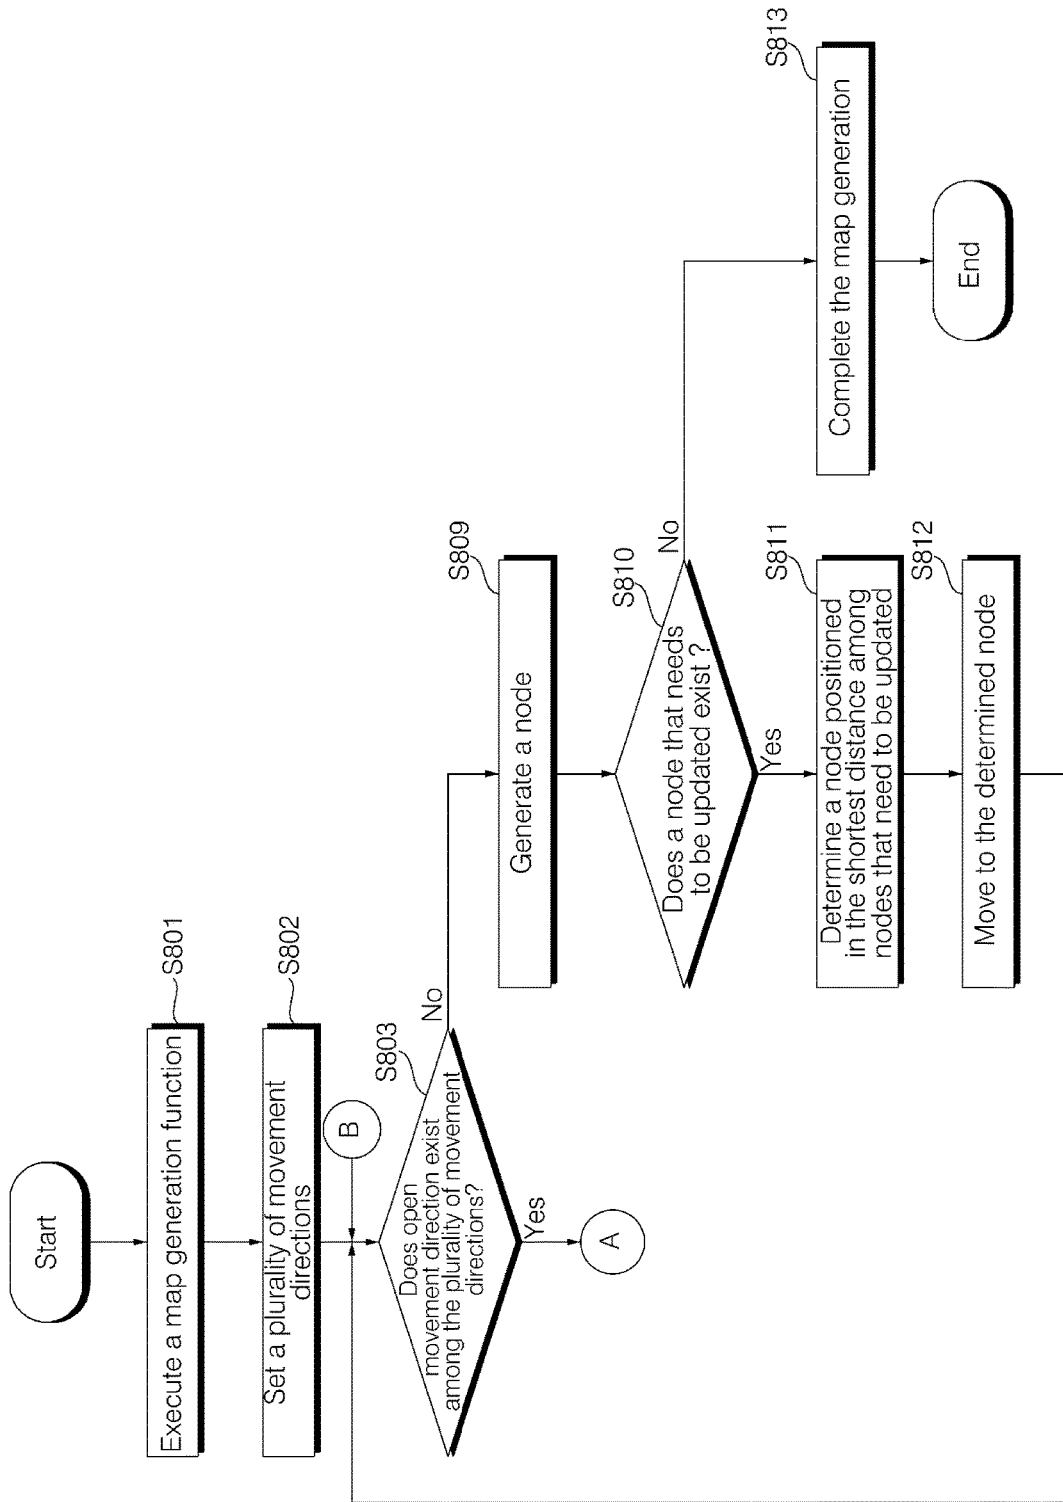 Start
Execute a map generation function
S801
Set a plurality of movement
directions
S802
B
Does open
movement direction exist
among the plurality of movement
directions?
S803
No
Yes
A
Generate a node
S809
Does a node that needs
to be updated exist ?
S810
No
Yes
Determine a node positioned
in the shortest distance among
nodes that need to be updated
S811
Move to the determined node
S812
Complete the map generation
S813
End